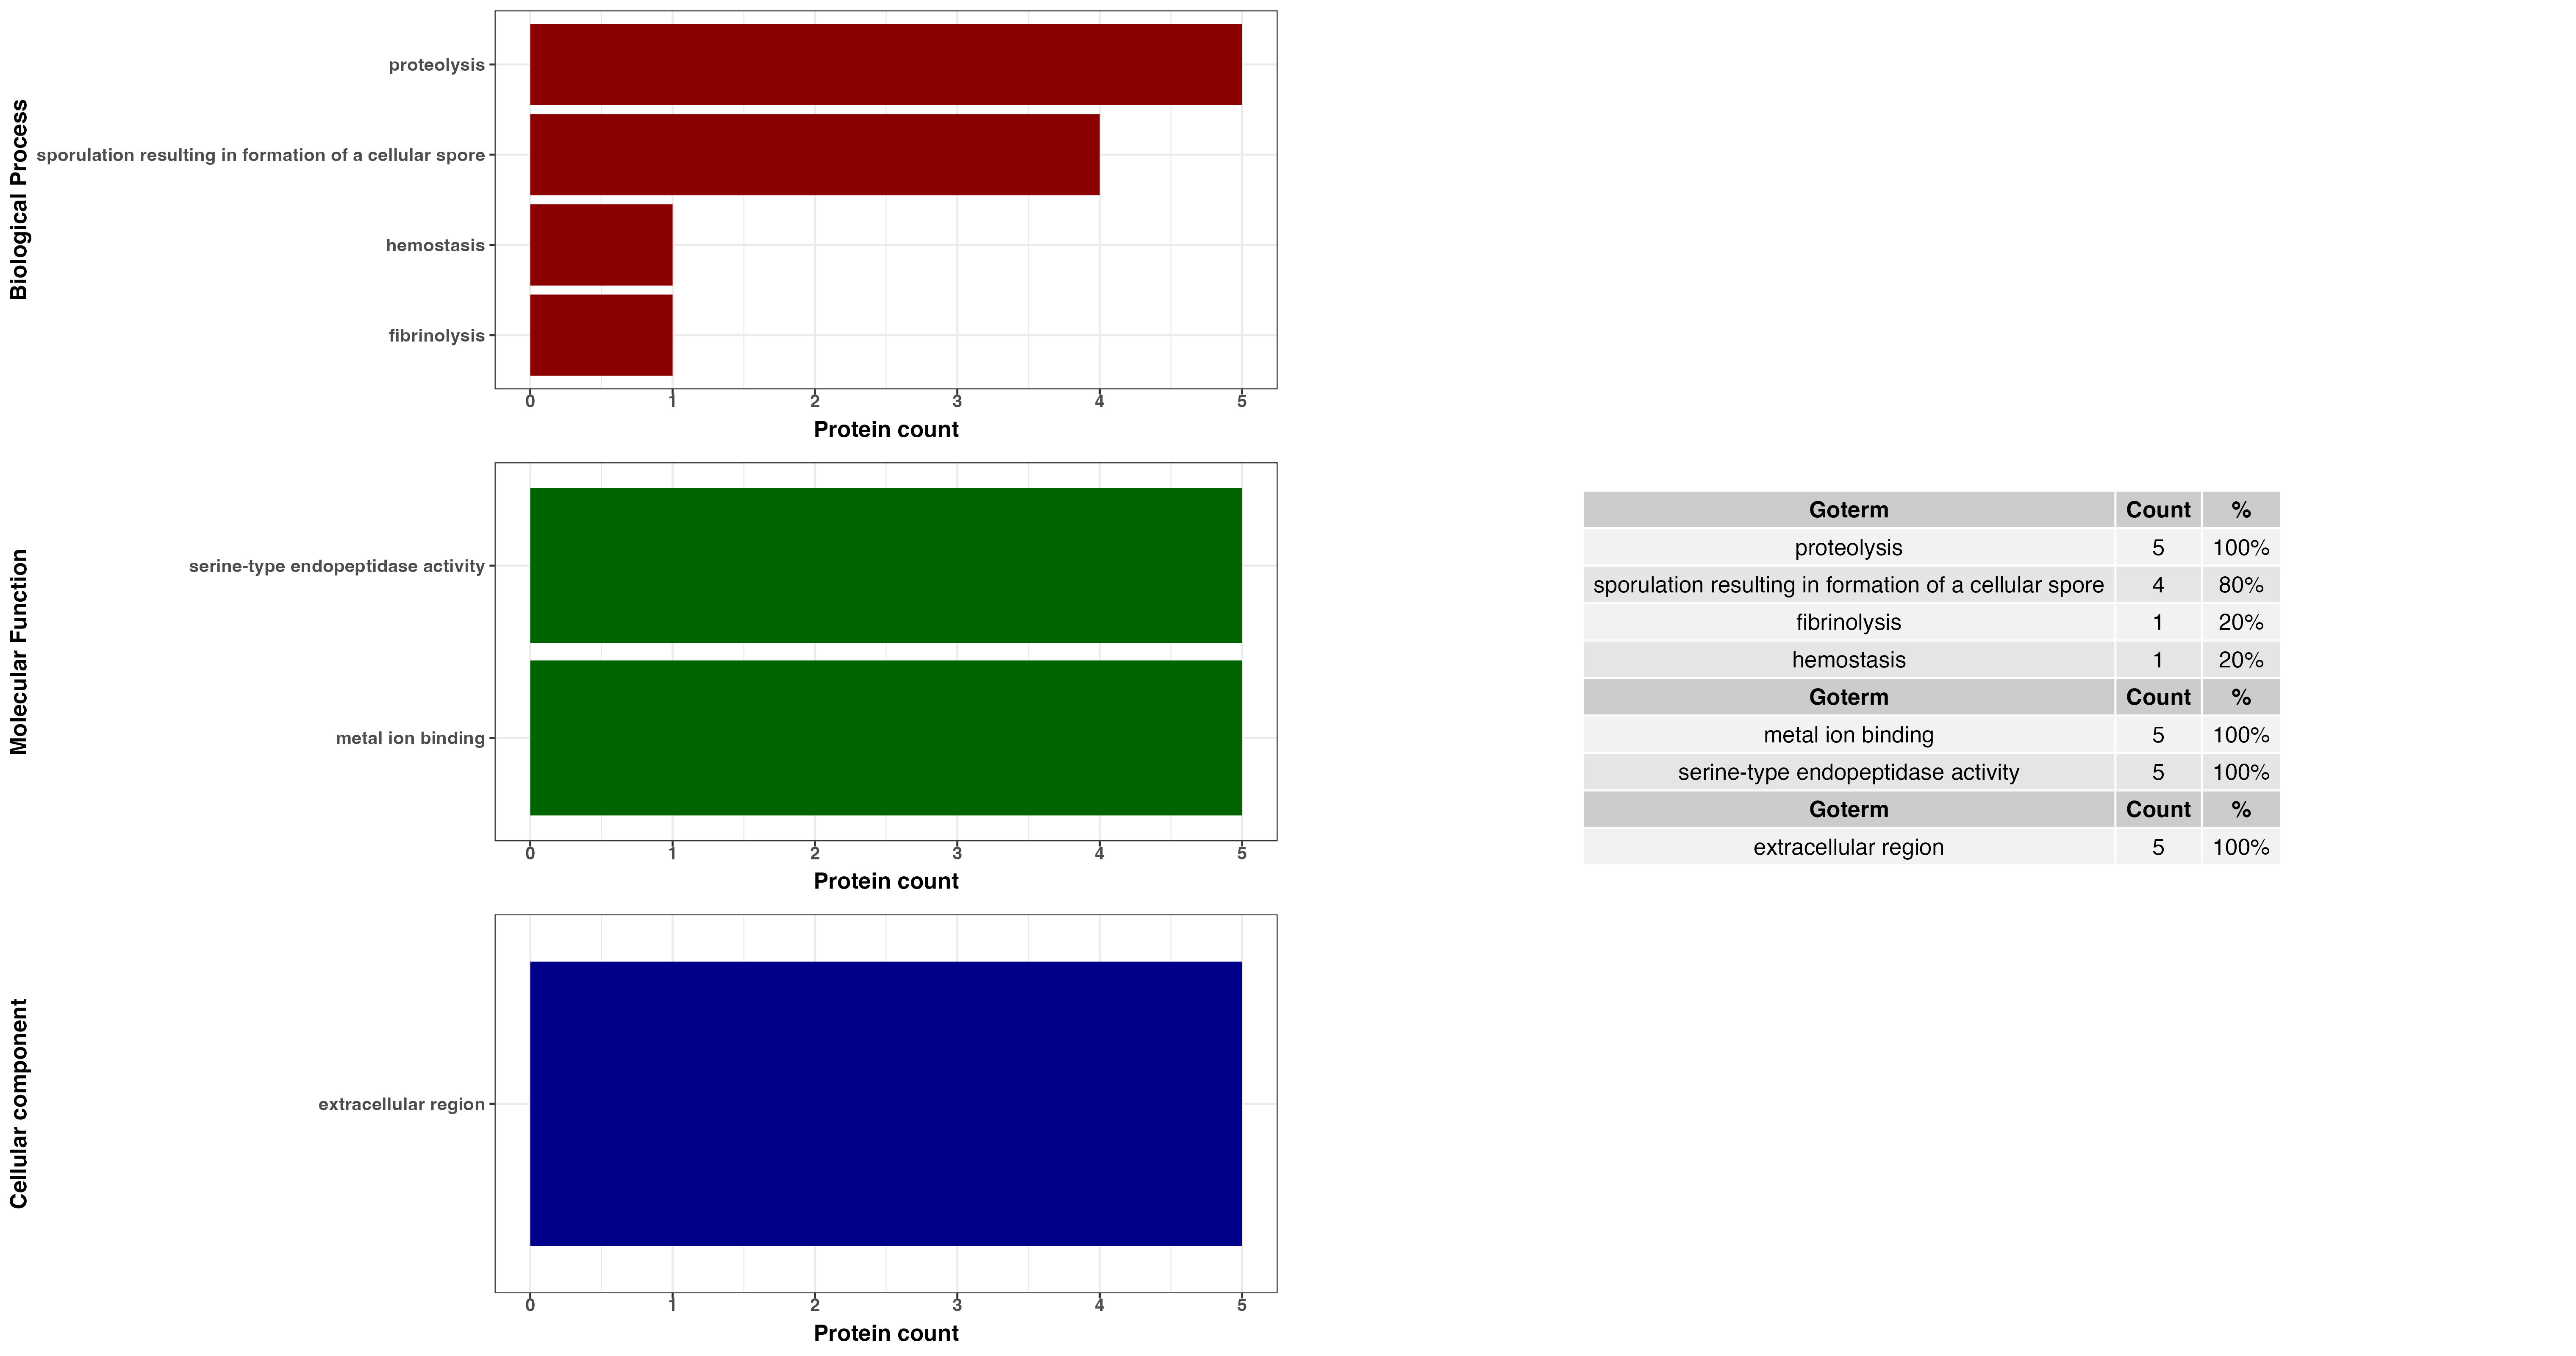 Biological Process
proteolysis
sporulation resulting in formation of a cellular spore
hemostasis
fibrinolysis
0 1 2 3 4 5
Protein count
Molecular Function
serine-type endopeptidase activity
metal ion binding
0 1 2 3 4 5
Protein count
Cellular component
extracellular region
0 1 2 3 4 5
Protein count
Goterm Count %
proteolysis 5 100%
sporulation resulting in formation of a cellular spore 4 80%
fibrinolysis 1 20%
hemostasis 1 20%
Goterm Count %
metal ion binding 5 100%
serine-type endopeptidase activity 5 100%
Goterm Count %
extracellular region 5 100%